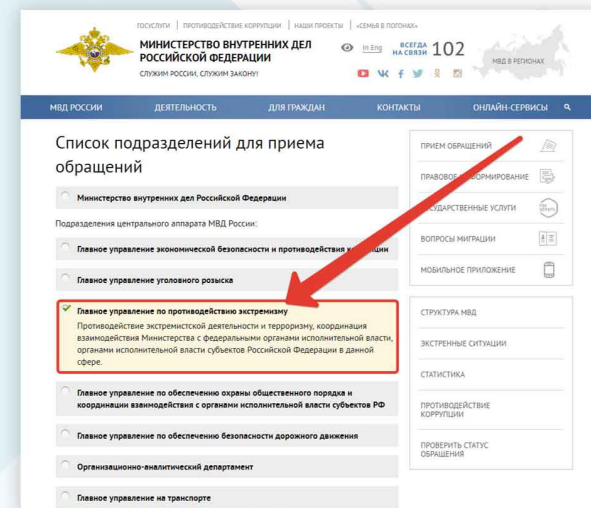 ГОСУСЛУГИ | ПРОТИВОДЕЙСТВИЕ КОРРУПЦИИ | НАШИ ПРОЕКТЫ | «СЕМЬЯ В ПОГОНАХ»
МИНИСТЕРСТВО ВНУТРЕННИХ ДЕЛ
РОССИЙСКОЙ ФЕДЕРАЦИИ
СЛУЖИМ РОССИИ, СЛУЖИМ ЗАКОНУ!
In Eng
ВСЕГДА
НА СВЯЗИ 102
МВД В РЕГИОНАХ
МВД РОССИИ ДЕЯТЕЛЬНОСТЬ ДЛЯ ГРАЖДАН КОНТАКТЫ ОНЛАЙН-СЕРВИСЫ
Список подразделений для приема
обращений
Министерство внутренних дел Российской Федерации
Подразделения центрального аппарата МВД России:
Главное управление экономической безопасности и противодействия коррупции
Главное управление уголовного розыска
Главное управление по противодействию экстремизму
Противодействие экстремистской деятельности и терроризму, координация
взаимодействия Министерства с федеральными органами исполнительной власти,
органами исполнительной власти субъектов Российской Федерации в данной
сфере.
Главное управление по обеспечению охраны общественного порядка и
координации взаимодействия с органами исполнительной власти субъектов РФ
Главное управление по обеспечению безопасности дорожного движения
Организационно-аналитический департамент
Главное управление на транспорте
ПРИЕМ ОБРАЩЕНИЙ
ПРАВОВОЕ ИНФОРМИРОВАНИЕ
ГОСУДАРСТВЕННЫЕ УСЛУГИ
ВОПРОСЫ МИГРАЦИИ
МОБИЛЬНОЕ ПРИЛОЖЕНИЕ
СТРУКТУРА МВД
ЭКСТРЕННЫЕ СИТУАЦИИ
СТАТИСТИКА
ПРОТИВОДЕЙСТВИЕ
КОРРУПЦИИ
ПРОВЕРИТЬ СТАТУС
ОБРАЩЕНИЯ